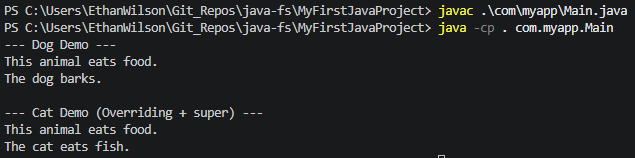 PS C:\Users\EthanWilson\Git_Repos\java-fs\MyFirstJavaProject> javac .\com\myapp\Main.java
PS C:\Users\EthanWilson\Git_Repos\java-fs\MyFirstJavaProject> java -cp . com.myapp.Main
--- Dog Demo ---
This animal eats food.
The dog barks.

--- Cat Demo (Overriding + super) ---
This animal eats food.
The cat eats fish.